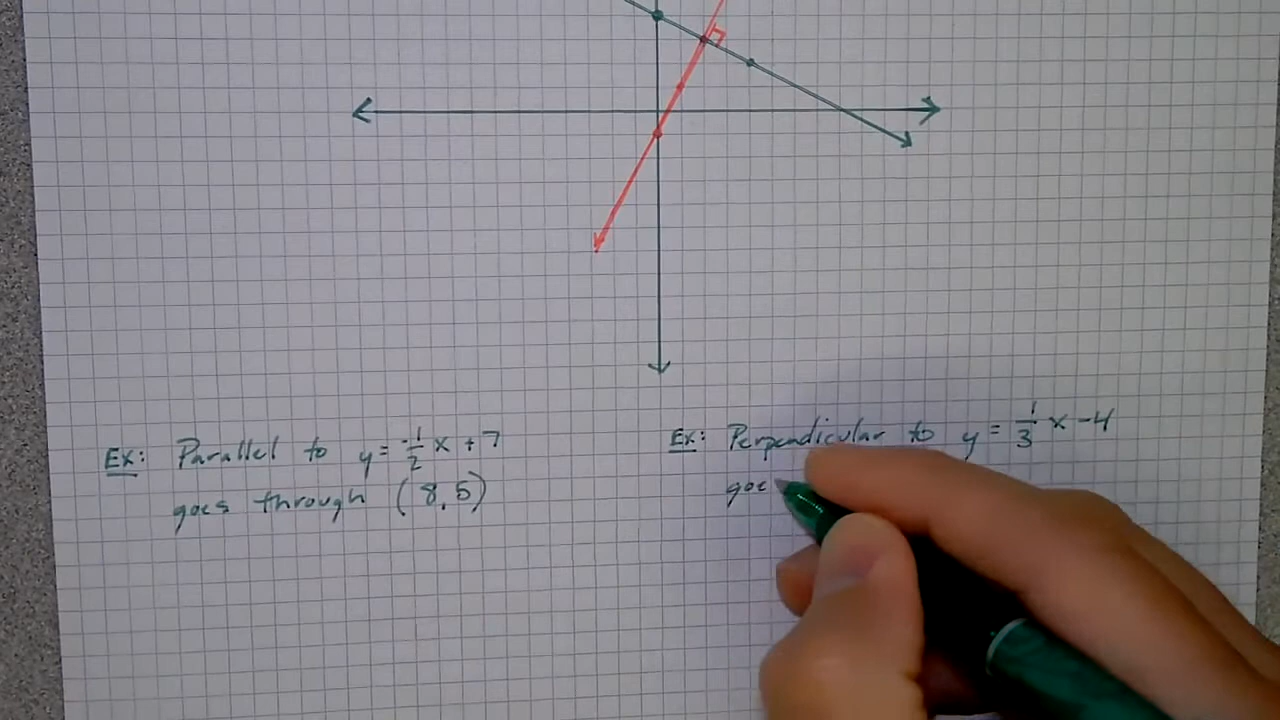 Ex: Parallel to y = -1/2 x + 7
goes through (8, 5)
Ex: Perpendicular to y = 1/3 x - 4
goe